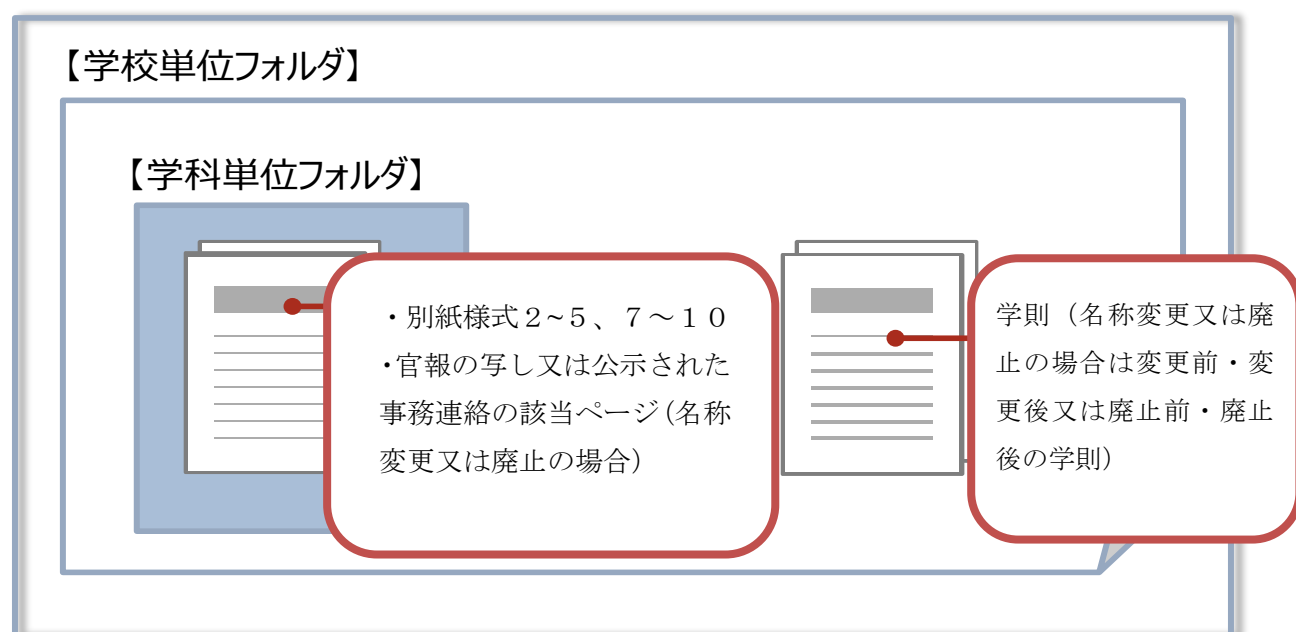 【学校単位フォルダ】
【学科単位フォルダ】
・別紙様式２~５、７～１０
・官報の写し又は公示された
事務連絡の該当ページ（名称
変更又は廃止の場合）
学則（名称変更又は廃
止の場合は変更前・変
更後又は廃止前・廃止
後の学則）